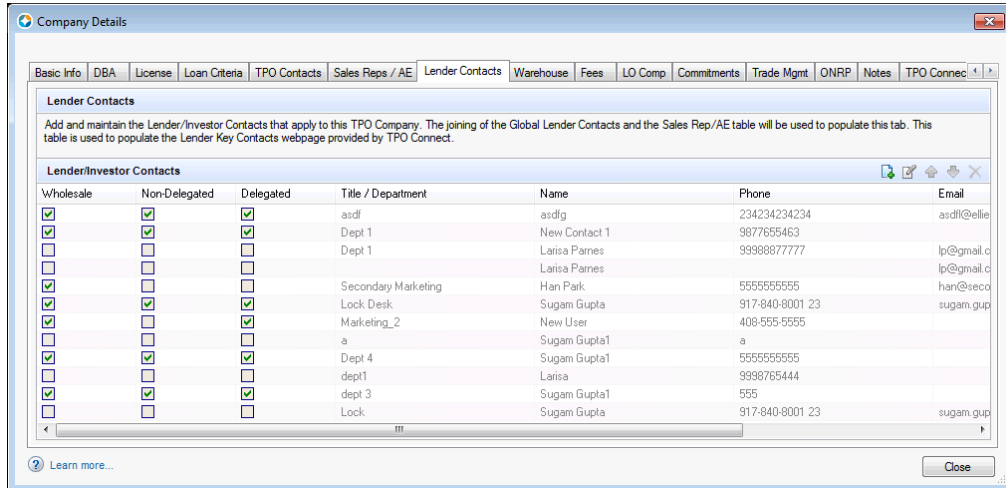 Company Details
Basic Info DBA License Loan Criteria TPO Contacts Sales Reps / AE Lender Contacts Warehouse Fees LO Comp Commitments Trade Mgmt ONRP Notes TPO Connec
Lender Contacts
Add and maintain the Lender/Investor Contacts that apply to this TPO Company. The joining of the Global Lender Contacts and the Sales Rep/AE table will be used to populate this tab. This
table is used to populate the Lender Key Contacts webpage provided by TPO Connect.
Lender/Investor Contacts
Wholesale Non-Delegated Delegated Title / Department Name Phone Email
asdf asdfg 234234234234 asdfl@ellie
Dept 1 New Contact 1 9877655463
Dept 1 Larisa Parnes 99988877777 lp@gmail.c
Larisa Parnes lp@gmail.c
Secondary Marketing Han Park 5555555555 han@seco
Lock Desk Sugam Gupta 917-840-8001 23 sugam.gup
Marketing_2 New User 408-555-5555
a Sugam Gupta1 a
Dept 4 Sugam Gupta1 5555555555
dept1 Larisa 9998765444
dept 3 Sugam Gupta1 555
Lock Sugam Gupta 917-840-8001 23 sugam.gup
? Learn more... Close